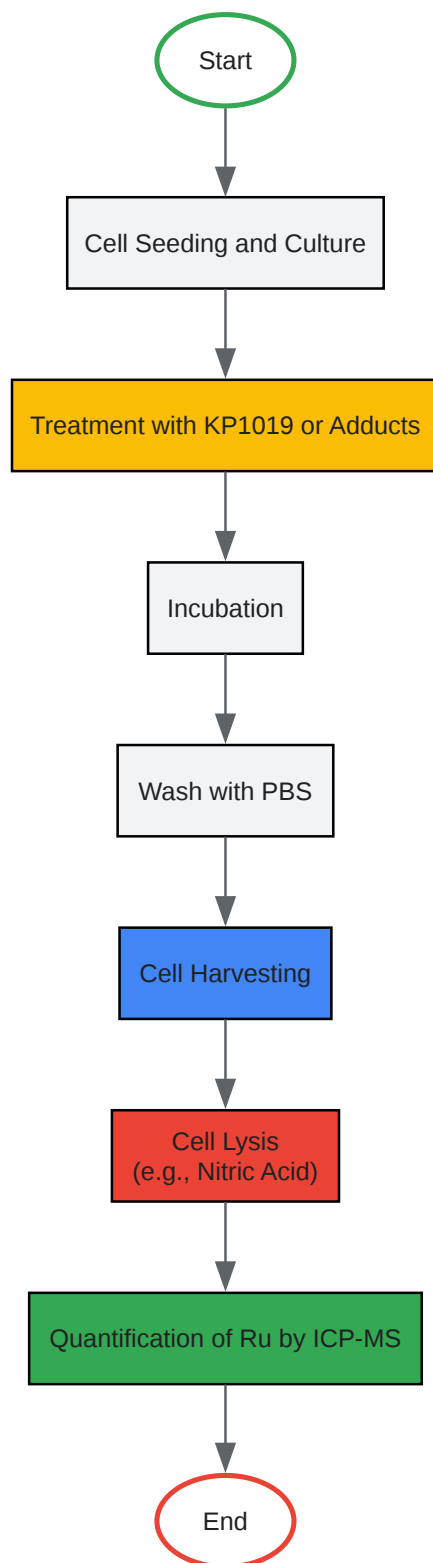 Start
Cell Seeding and Culture
Treatment with KP1019 or Adducts
Incubation
Wash with PBS
Cell Harvesting
Cell Lysis
(e.g., Nitric Acid)
Quantification of Ru by ICP-MS
End